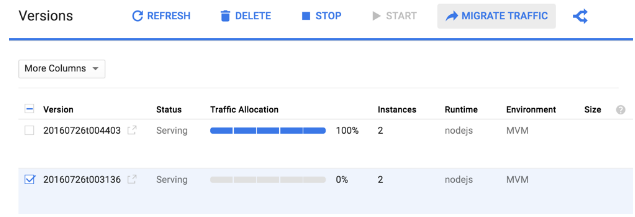 Versions REFRESH DELETE STOP START MIGRATE TRAFFIC
More Columns
Version Status Traffic Allocation Instances Runtime Environment Size
20160726t004403 Serving 100% 2 nodejs MVM
20160726t003136 Serving 0% 2 nodejs MVM